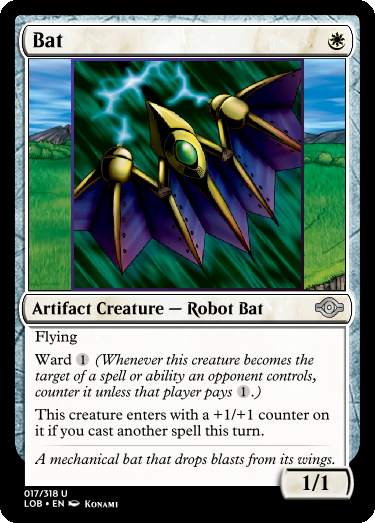 Bat
Artifact Creature — Robot Bat
Flying
Ward 1 (Whenever this creature becomes the
target of a spell or ability an opponent controls,
counter it unless that player pays 1.)
This creature enters with a +1/+1 counter on
it if you cast another spell this turn.
A mechanical bat that drops blasts from its wings.
1/1
017/318 U
LOB • EN Konami